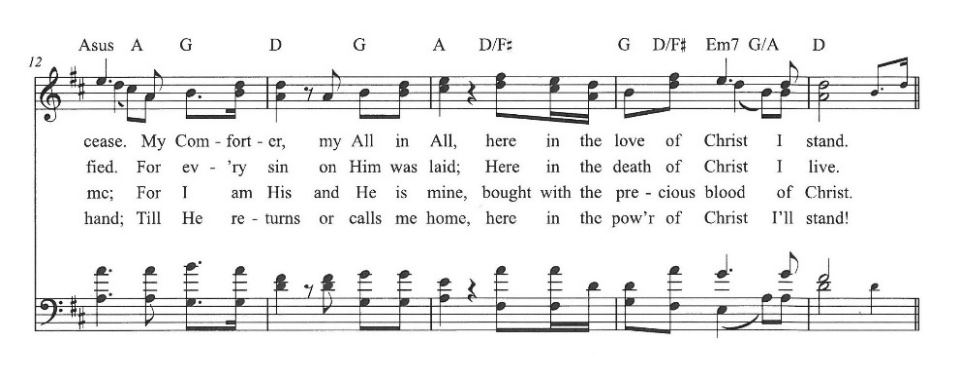 Asus A G D G A D/F♯ G D/F♯ Em7 G/A D
12
cease. My Com - fort - er, my All in All, here in the love of Christ I stand.
fied. For ev - 'ry sin on Him was laid; Here in the death of Christ I live.
me; For I am His and He is mine, bought with the pre - cious blood of Christ.
hand; Till He re - turns or calls me home, here in the pow'r of Christ I'll stand!